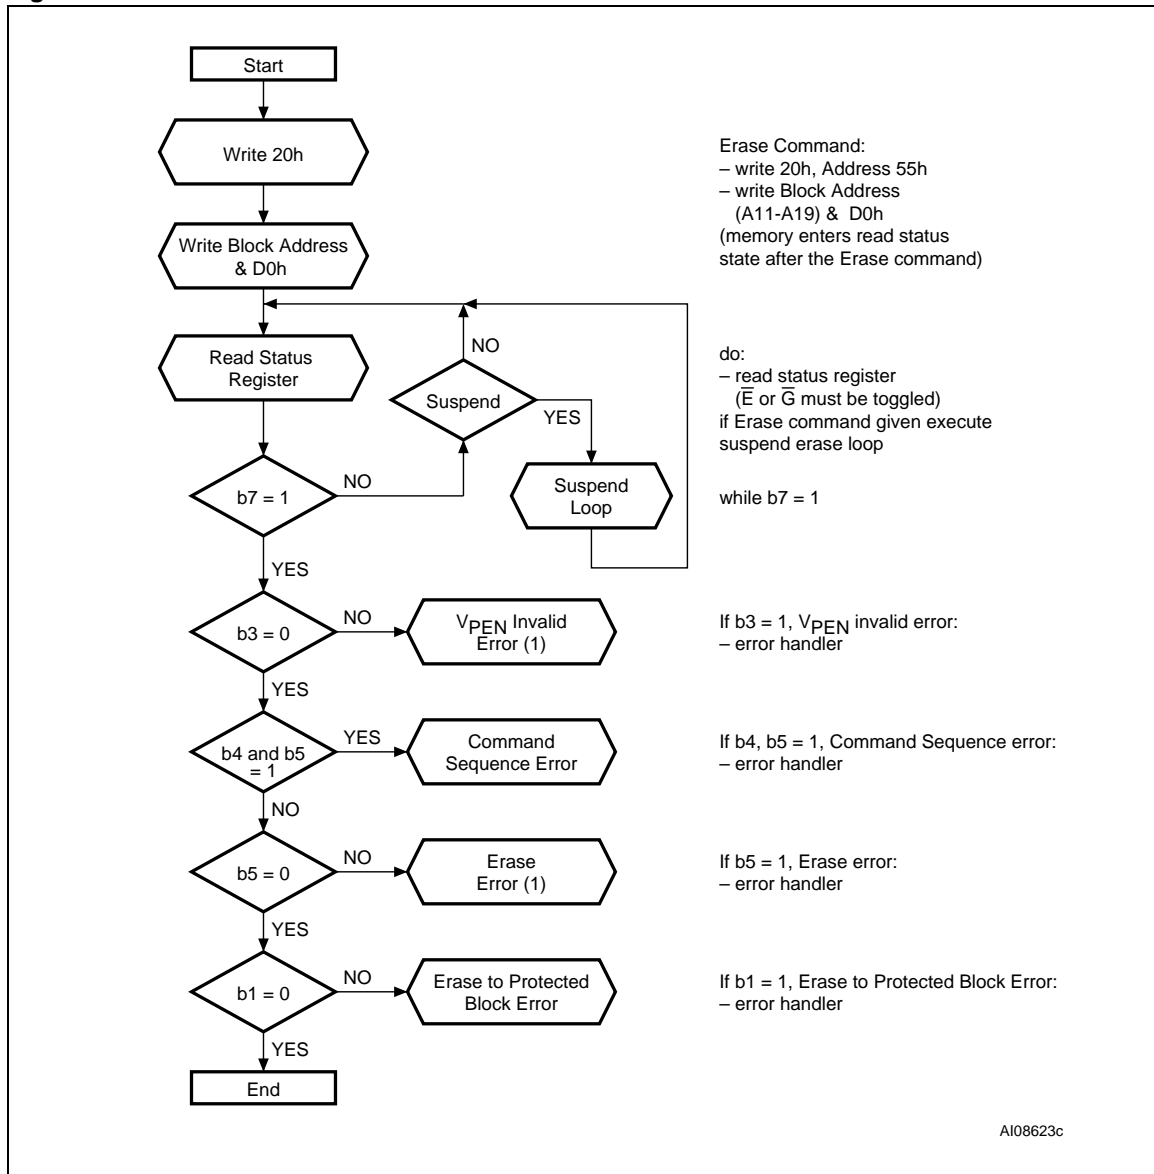 Start
Write 20h
Erase Command:
– write 20h, Address 55h
– write Block Address
(A11-A19) & D0h
(memory enters read status
state after the Erase command)
Write Block Address
& D0h
Read Status
Register
NO
Suspend
YES
do:
– read status register
(E̅ or G̅ must be toggled)
if Erase command given execute
suspend erase loop
b7 = 1
NO
Suspend
Loop
while b7 = 1
YES
b3 = 0
NO
VPEN Invalid
Error (1)
If b3 = 1, VPEN invalid error:
– error handler
YES
b4 and b5
= 1
YES
Command
Sequence Error
If b4, b5 = 1, Command Sequence error:
– error handler
NO
b5 = 0
NO
Erase
Error (1)
If b5 = 1, Erase error:
– error handler
YES
b1 = 0
NO
Erase to Protected
Block Error
If b1 = 1, Erase to Protected Block Error:
– error handler
YES
End
AI08623c